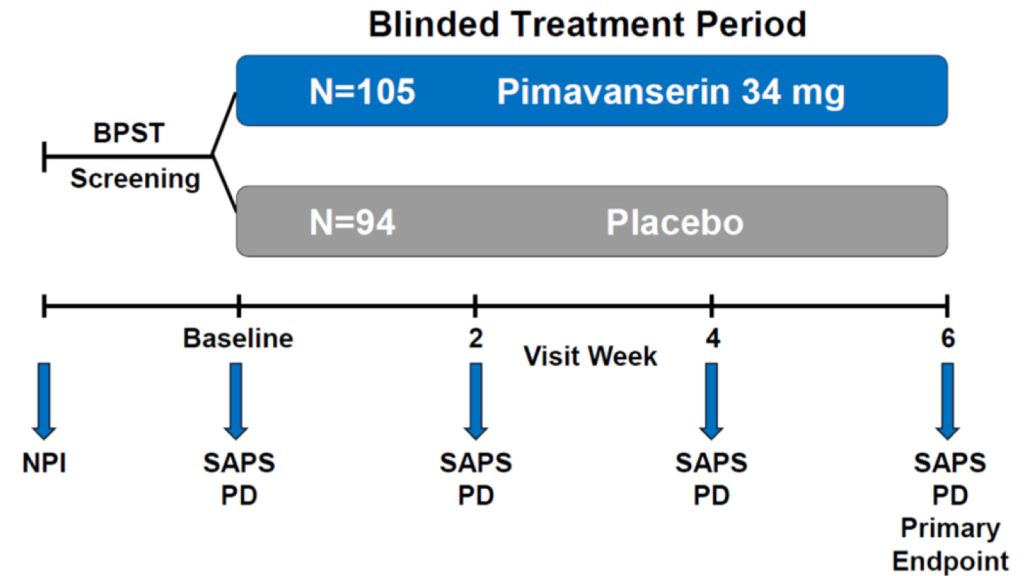 Blinded Treatment Period
N=105 Pimavanserin 34 mg
BPST
Screening
N=94 Placebo
Baseline 2 4 6
Visit Week
NPI SAPS SAPS SAPS SAPS
PD PD PD PD
Primary
Endpoint